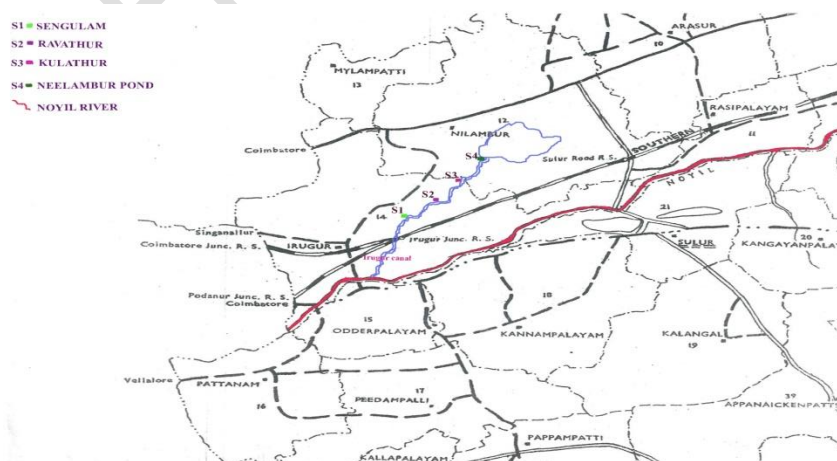 S1 SENGULAM
S2 RAVATHUR
S3 KULATHUR
S4 NEELAMBUR POND
NOYIL RIVER
ARASUR
10
MYLAMPATTI
13
RASIPALAYAM
12
NILAMBUR
11
SOUTHERN
Coimbatore
S4
Sulur Road R.S.
S3
NOYIL
S2
14
S1
21
Singanallur
IRUGUR
Irugur Junc. R.S.
SULUR
20
Coimbatore Junc. R.S.
KANGAYANPALA
Irugur canal
Podanur Junc. R.S.
Coimbatore
18
15
ODDERPALAYAM
KANNAMPALAYAM
KALANGAL
19
Vellalore
PATTANAM
17
PEEDAMPALLI
16
39
APPANAICKENPATTI
PAPPAMPATTI
KALLAPALAYAM